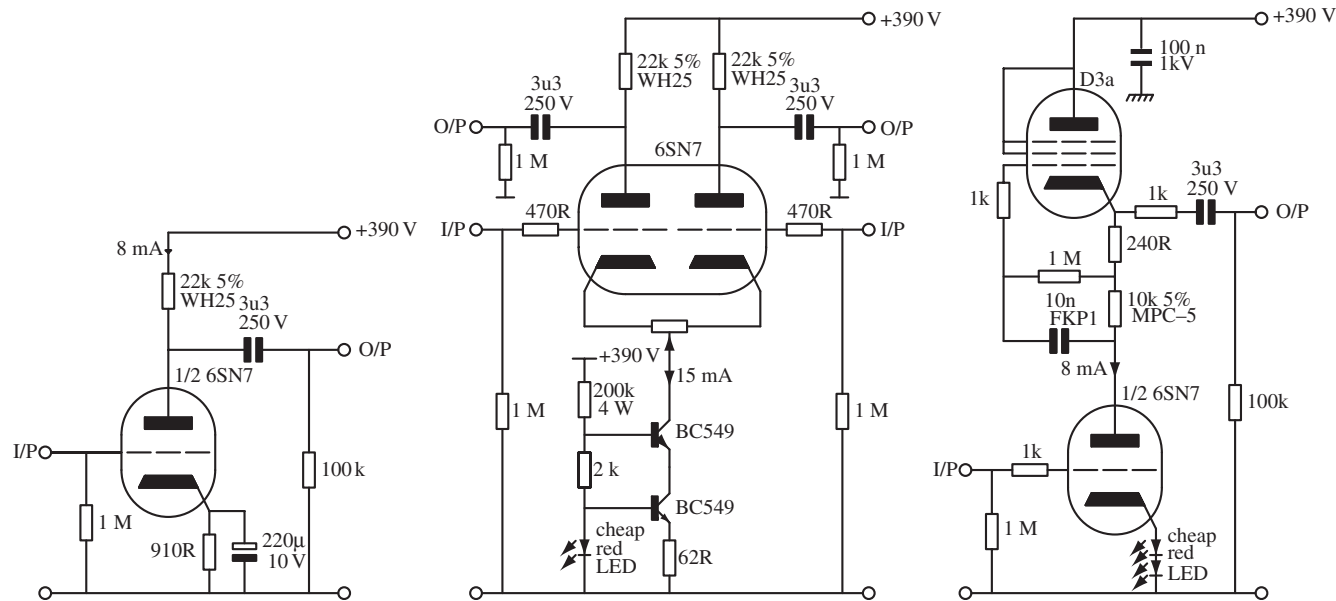 +390 V
8 mA
22k 5%
WH25
3u3
250 V
O/P
1/2 6SN7
I/P
1 M
910R
220μ
10 V
100 k
+390 V
22k 5%
WH25
22k 5%
WH25
3u3
250 V
3u3
250 V
O/P
O/P
1 M
1 M
6SN7
I/P
470R
470R
I/P
+390 V
15 mA
200k
4 W
1 M
1 M
BC549
2 k
BC549
cheap
red
LED
62R
+390 V
100 n
1kV
D3a
1k
1k
3u3
250 V
O/P
240R
1 M
10n
FKP1
10k 5%
MPC–5
8 mA
1/2 6SN7
100k
I/P
1k
1 M
cheap
red
LED